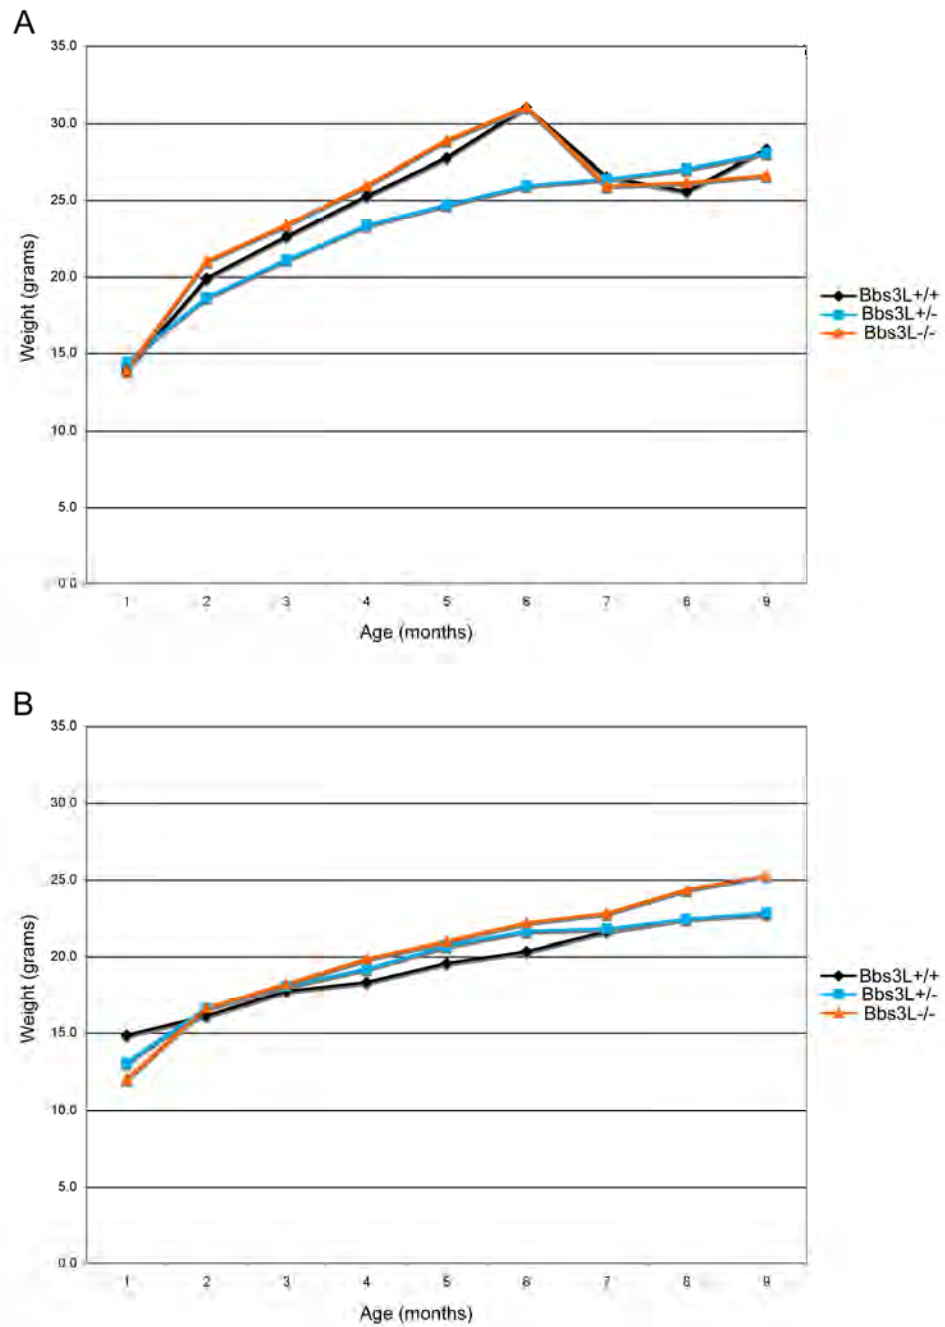 A
35.0
30.0
25.0
20.0
15.0
10.0
5.0
0.0
Weight (grams)
1 2 3 4 5 6 7 8 9
Age (months)
Bbs3L+/+
Bbs3L+/-
Bbs3L-/-
B
35.0
30.0
25.0
20.0
15.0
10.0
5.0
0.0
Weight (grams)
1 2 3 4 5 6 7 8 9
Age (months)
Bbs3L+/+
Bbs3L+/-
Bbs3L-/-